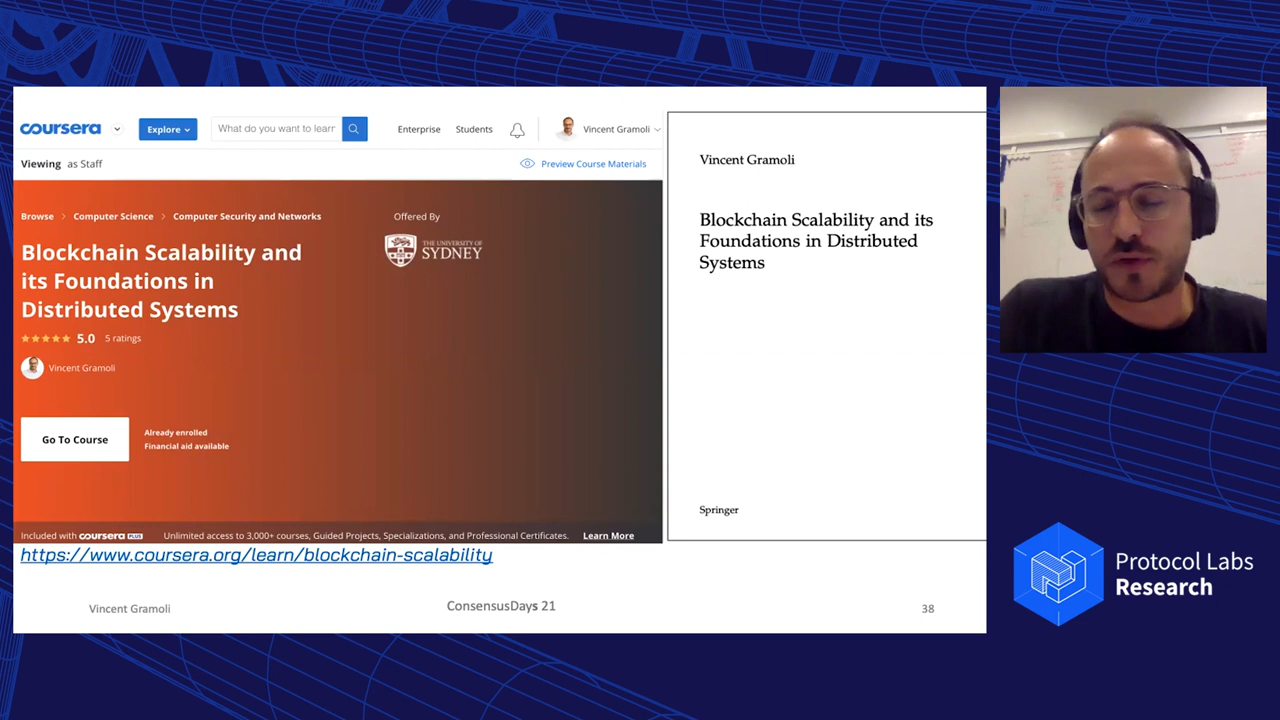 coursera
Explore
What do you want to learr
Enterprise
Students
Vincent Gramoli
Viewing as Staff
Preview Course Materials
Browse > Computer Science > Computer Security and Networks
Offered By
THE UNIVERSITY OF
SYDNEY
Blockchain Scalability and
its Foundations in
Distributed Systems
5.0 5 ratings
Vincent Gramoli
Go To Course
Already enrolled
Financial aid available
Included with coursera PLUS Unlimited access to 3,000+ courses, Guided Projects, Specializations, and Professional Certificates. Learn More
https://www.coursera.org/learn/blockchain-scalability
Vincent Gramoli
Blockchain Scalability and its
Foundations in Distributed
Systems
Springer
Vincent Gramoli
ConsensusDays 21
38
Protocol Labs
Research